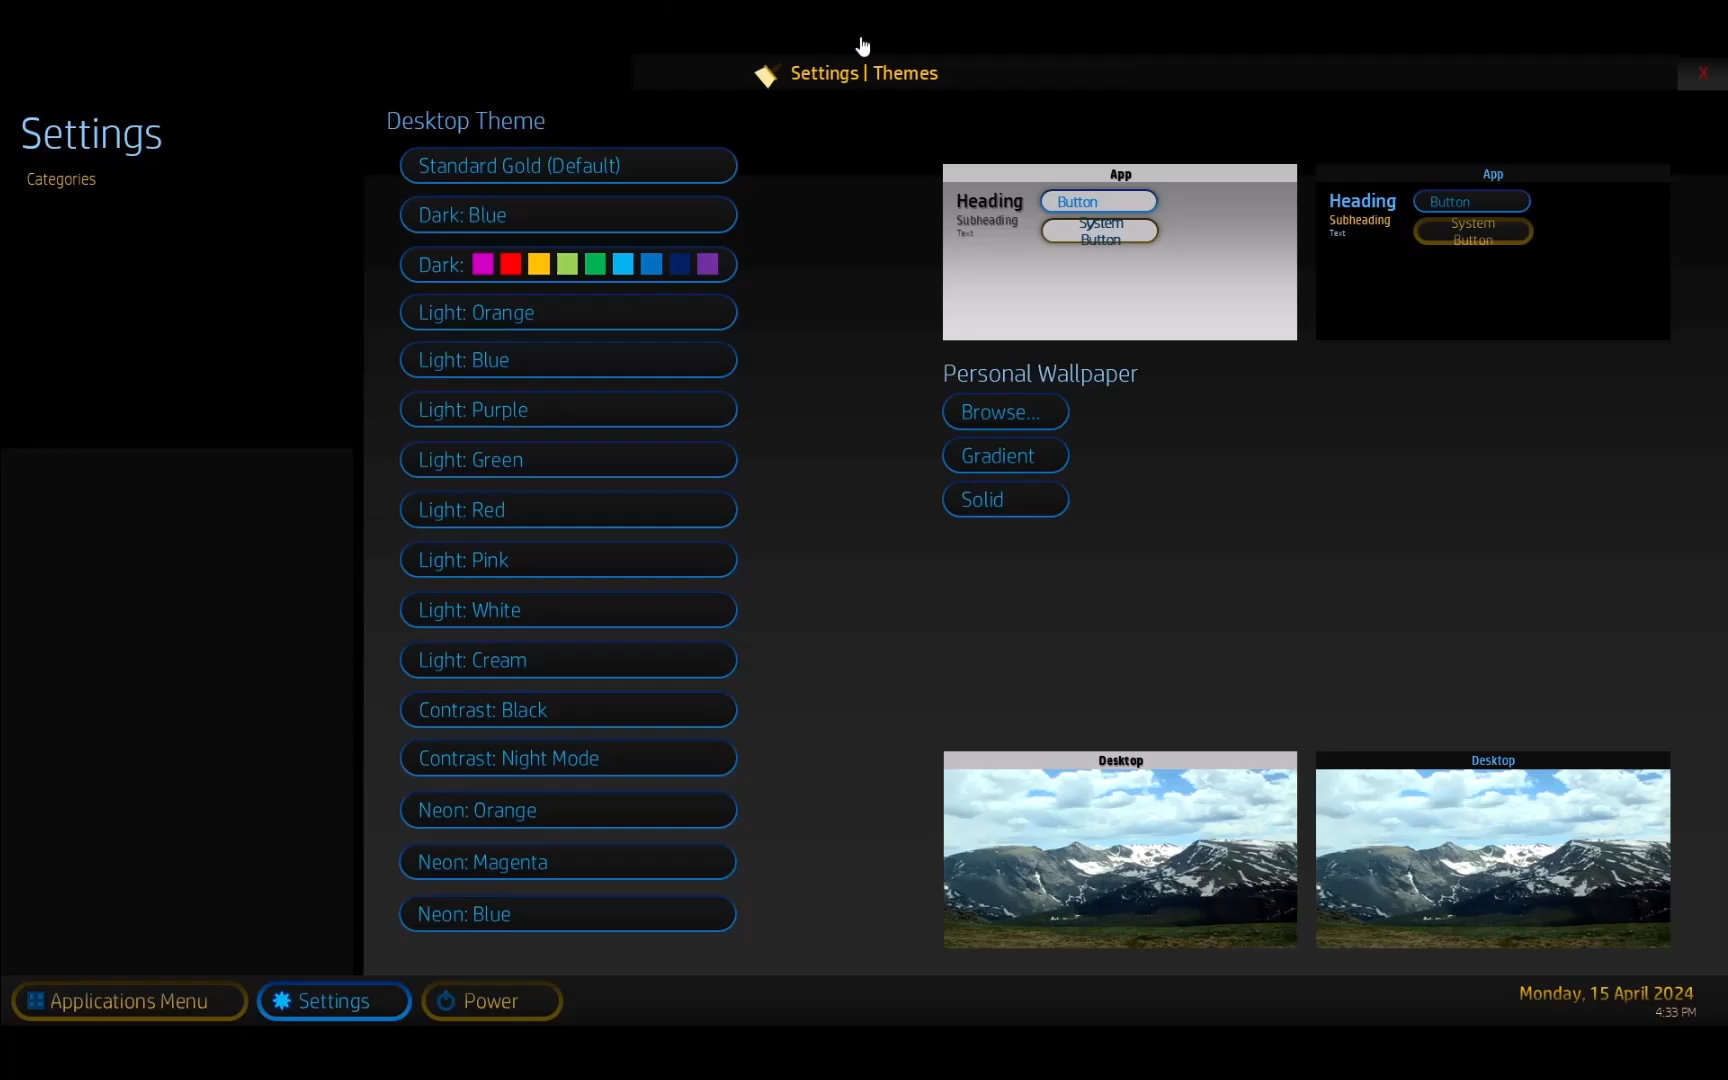 Settings | Themes
X
Settings
Categories
Desktop Theme
Standard Gold (Default)
Dark: Blue
Dark:
Light: Orange
Light: Blue
Light: Purple
Light: Green
Light: Red
Light: Pink
Light: White
Light: Cream
Contrast: Black
Contrast: Night Mode
Neon: Orange
Neon: Magenta
Neon: Blue
App
Heading
Subheading
Text
Button
System
Button
App
Heading
Subheading
Text
Button
System
Button
Personal Wallpaper
Browse...
Gradient
Solid
Desktop
Desktop
Applications Menu
Settings
Power
Monday, 15 April 2024
4:33 PM